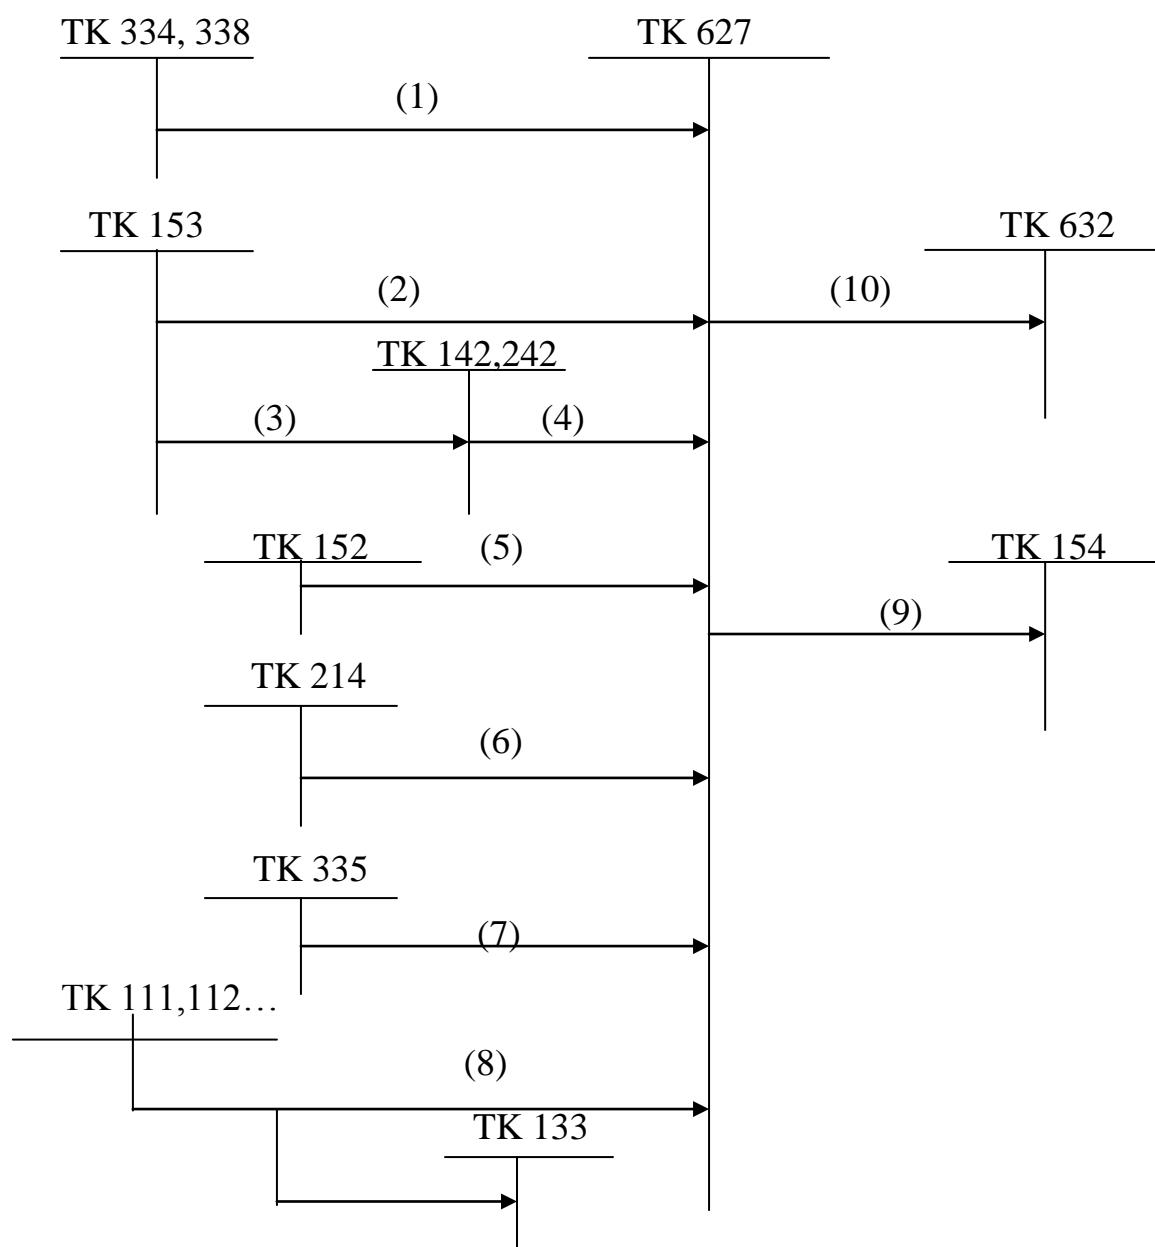 TK 334, 338
TK 627
(1)
TK 153
TK 632
(2)
(10)
TK 142,242
(3)
(4)
TK 152
(5)
TK 154
(9)
TK 214
(6)
TK 335
(7)
TK 111,112…
(8)
TK 133